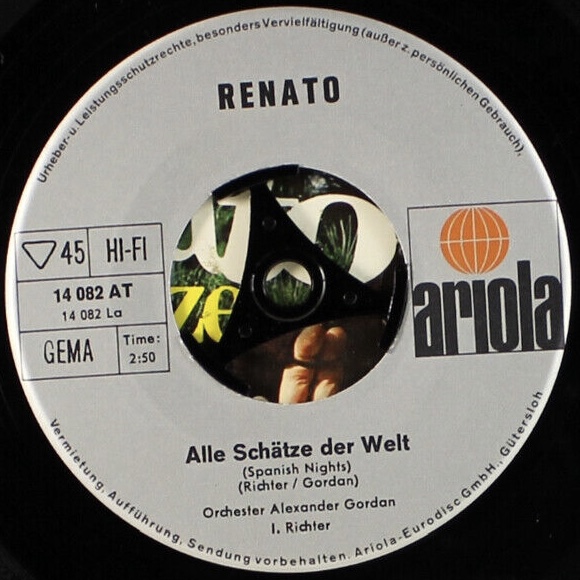 Urheber-u. Leistungsschutzrechte, besonders Vervielfältigung (außer z. persönlichen Gebrauch),
RENATO
45 HI-FI
14 082 AT
14 082 La
GEMA
Time:
2:50
ariola
Alle Schätze der Welt
(Spanish Nights)
(Richter / Gordan)
Orchester Alexander Gordan
I. Richter
Vermietung, Aufführung, Sendung vorbehalten. Ariola-Eurodisc GmbH., Gütersloh